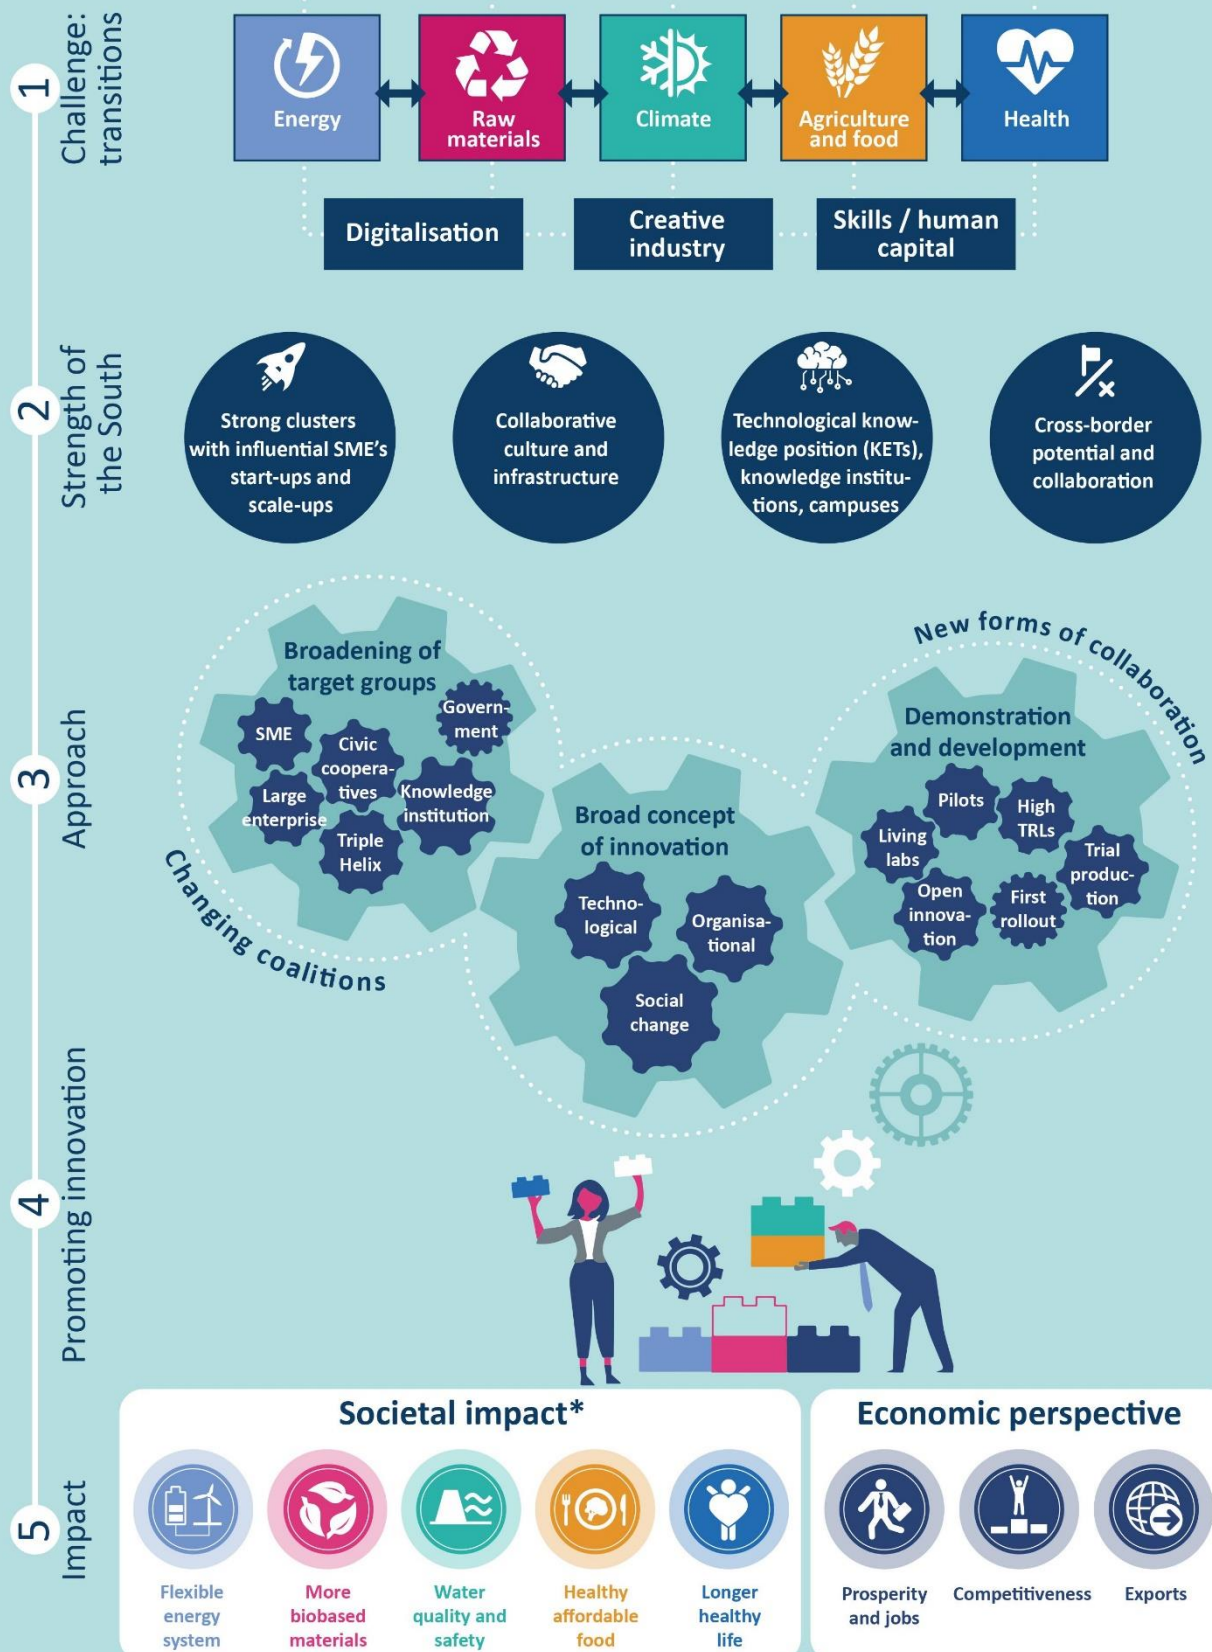 1
Challenge:
transitions
Energy
Raw
materials
Climate
Agriculture
and food
Health
Digitalisation
Creative
industry
Skills / human
capital
2
Strength of
the South
Strong clusters
with influential SME's
start-ups and
scale-ups
Collaborative
culture and
infrastructure
Technological know-
ledge position (KETs),
knowledge institu-
tions, campuses
Cross-border
potential and
collaboration
3
Approach
Broadening of
target groups
SME
Civic
coopera-
tives
Govern-
ment
Large
enterprise
Knowledge
institution
Triple
Helix
Changing coalitions
Broad concept
of innovation
Techno-
logical
Organisa-
tional
Social
change
New forms of collaboration
Demonstration
and development
Pilots
High
TRLs
Living
labs
Trial
produc-
tion
Open
innova-
tion
First
rollout
4
Promoting innovation
5
Impact
Societal impact*
Flexible
energy
system
More
biobased
materials
Water
quality and
safety
Healthy
affordable
food
Longer
healthy
life
Economic perspective
Prosperity
and jobs
Competitiveness
Exports